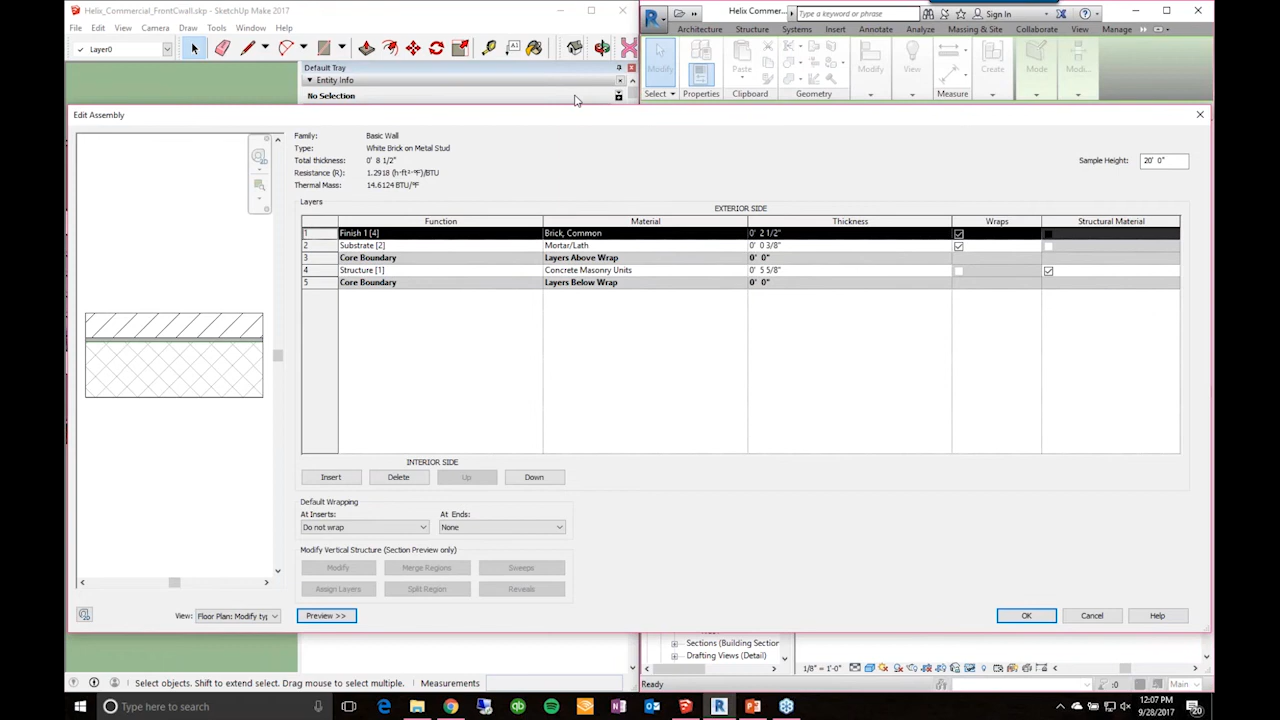 Helix_Commercial_FrontCwall.skp - SketchUp Make 2017
File Edit View Camera Draw Tools
Window Help
Layer0
Default Tray
Entity Info
No Selection
Helix Commer...
Type a keyword or phrase
Sign In
Architecture Structure Systems Insert Annotate Analyze Massing & Site Collaborate View Manage
Modify Paste Modify View Create Mode Modi...
Select Properties Clipboard Geometry Measure
Edit Assembly
Family: Basic Wall
Type: White Brick on Metal Stud
Total thickness: 0' 8 1/2"
Resistance (R): 1.2918 (h·ft²·°F)/BTU
Thermal Mass: 14.6124 BTU/°F
Sample Height: 20' 0"
Layers
EXTERIOR SIDE
Function Material Thickness Wraps Structural Material
1 Finish 1 [4] Brick, Common 0' 2 1/2"
2 Substrate [2] Mortar/Lath 0' 0 3/8"
3 Core Boundary Layers Above Wrap 0' 0"
4 Structure [1] Concrete Masonry Units 0' 5 5/8"
5 Core Boundary Layers Below Wrap 0' 0"
INTERIOR SIDE
Insert Delete Up Down
Default Wrapping
At Inserts: At Ends:
Do not wrap None
Modify Vertical Structure (Section Preview only)
Modify Merge Regions Sweeps
Assign Layers Split Region Reveals
View: Floor Plan: Modify typ
Preview >>
OK Cancel Help
Sections (Building Section
Drafting Views (Detail)
1/8" = 1'-0"
Select objects. Shift to extend select. Drag mouse to select multiple.
Measurements
Ready
:0
Main
Type here to search
12:07 PM
9/28/2017
20